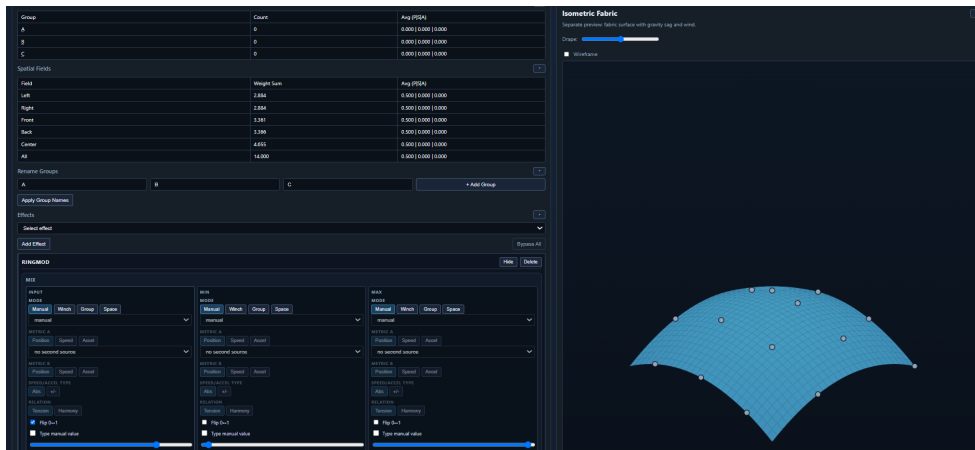 Group Count Avg (P|S|A)
A 0 0.000 | 0.000 | 0.000
B 0 0.000 | 0.000 | 0.000
C 0 0.000 | 0.000 | 0.000
Spatial Fields
Field Weight Sum Avg (P|S|A)
Left 2.884 0.500 | 0.000 | 0.000
Right 2.884 0.500 | 0.000 | 0.000
Front 3.361 0.500 | 0.000 | 0.000
Back 3.366 0.500 | 0.000 | 0.000
Center 4.655 0.500 | 0.000 | 0.000
All 14.000 0.500 | 0.000 | 0.000
Rename Groups
A B C + Add Group
Apply Group Names
Effects
Select effect
Add Effect Bypass All
RINGMOD Hide Delete
MIX
INPUT MIN MAX
MODE MODE MODE
Manual Winch Group Space Manual Winch Group Space Manual Winch Group Space
manual manual manual
METRIC A METRIC A METRIC A
Position Speed Accel Position Speed Accel Position Speed Accel
no second source no second source no second source
METRIC B METRIC B METRIC B
Position Speed Accel Position Speed Accel Position Speed Accel
SPEED/ACCEL TYPE SPEED/ACCEL TYPE SPEED/ACCEL TYPE
Abs +/- Abs +/- Abs +/-
RELATION RELATION RELATION
Tension Harmony Tension Harmony Tension Harmony
Flip 0↔1 Flip 0↔1 Flip 0↔1
Type manual value Type manual value Type manual value
Isometric Fabric
Separate preview: fabric surface with gravity sag and wind.
Drape
Wireframe